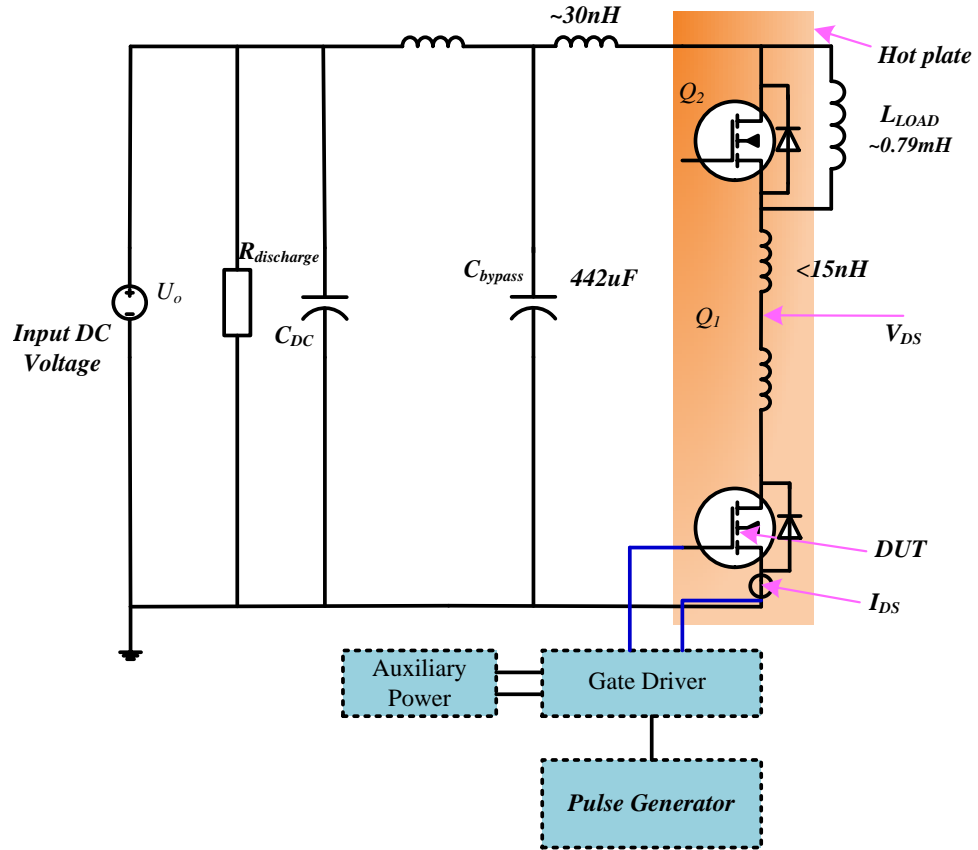 ~30nH
Hot plate
Q2
LLOAD
~0.79mH
Rdischarge
Cbypass
442uF
<15nH
Uo
+
-
Input DC
Voltage
CDC
Q1
VDS
DUT
IDS
Auxiliary
Power
Gate Driver
Pulse Generator